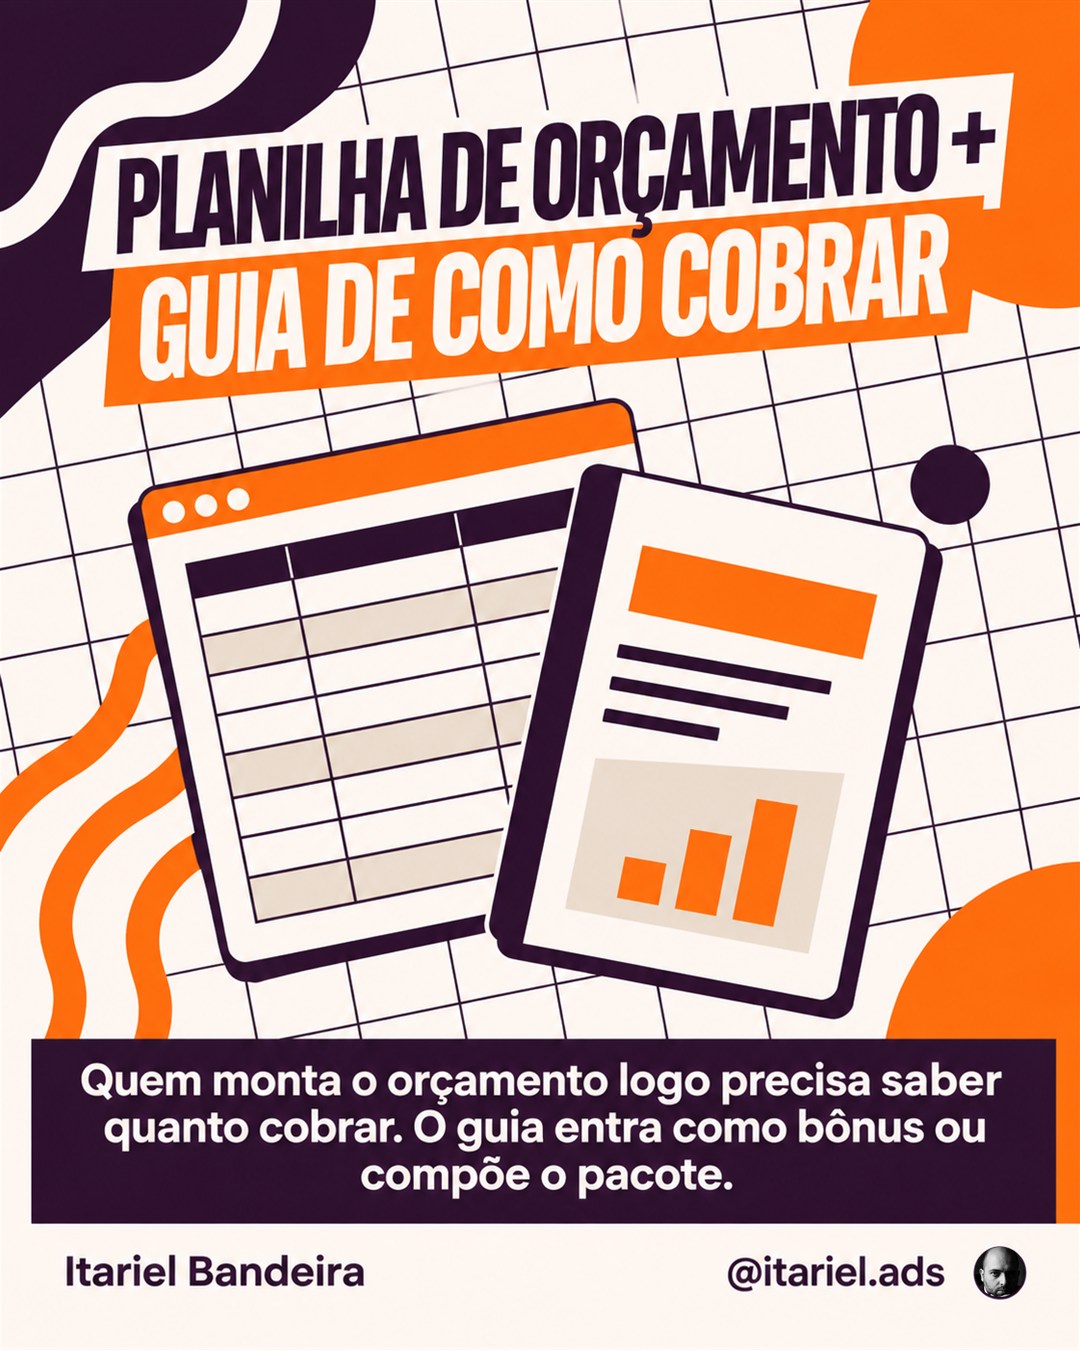 PLANILHA DE ORÇAMENTO +
GUIA DE COMO COBRAR
Quem monta o orçamento logo precisa saber
quanto cobrar. O guia entra como bônus ou
compõe o pacote.
Itariel Bandeira
@itariel.ads